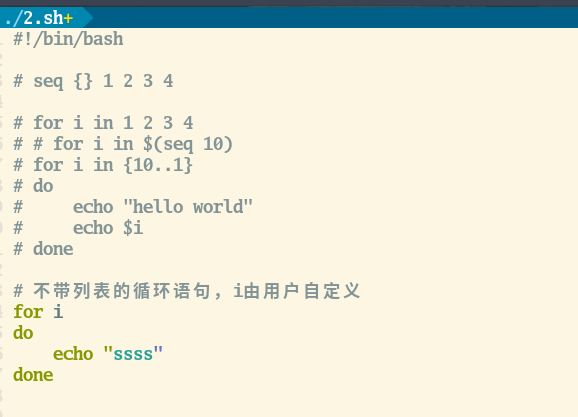 ./2.sh+
#!/bin/bash
# seq {} 1 2 3 4
# for i in 1 2 3 4
# # for i in $(seq 10)
# for i in {10..1}
# do
#     echo "hello world"
#     echo $i
# done
# 不带列表的循环语句，i由用户自定义
for i
do
    echo "ssss"
done